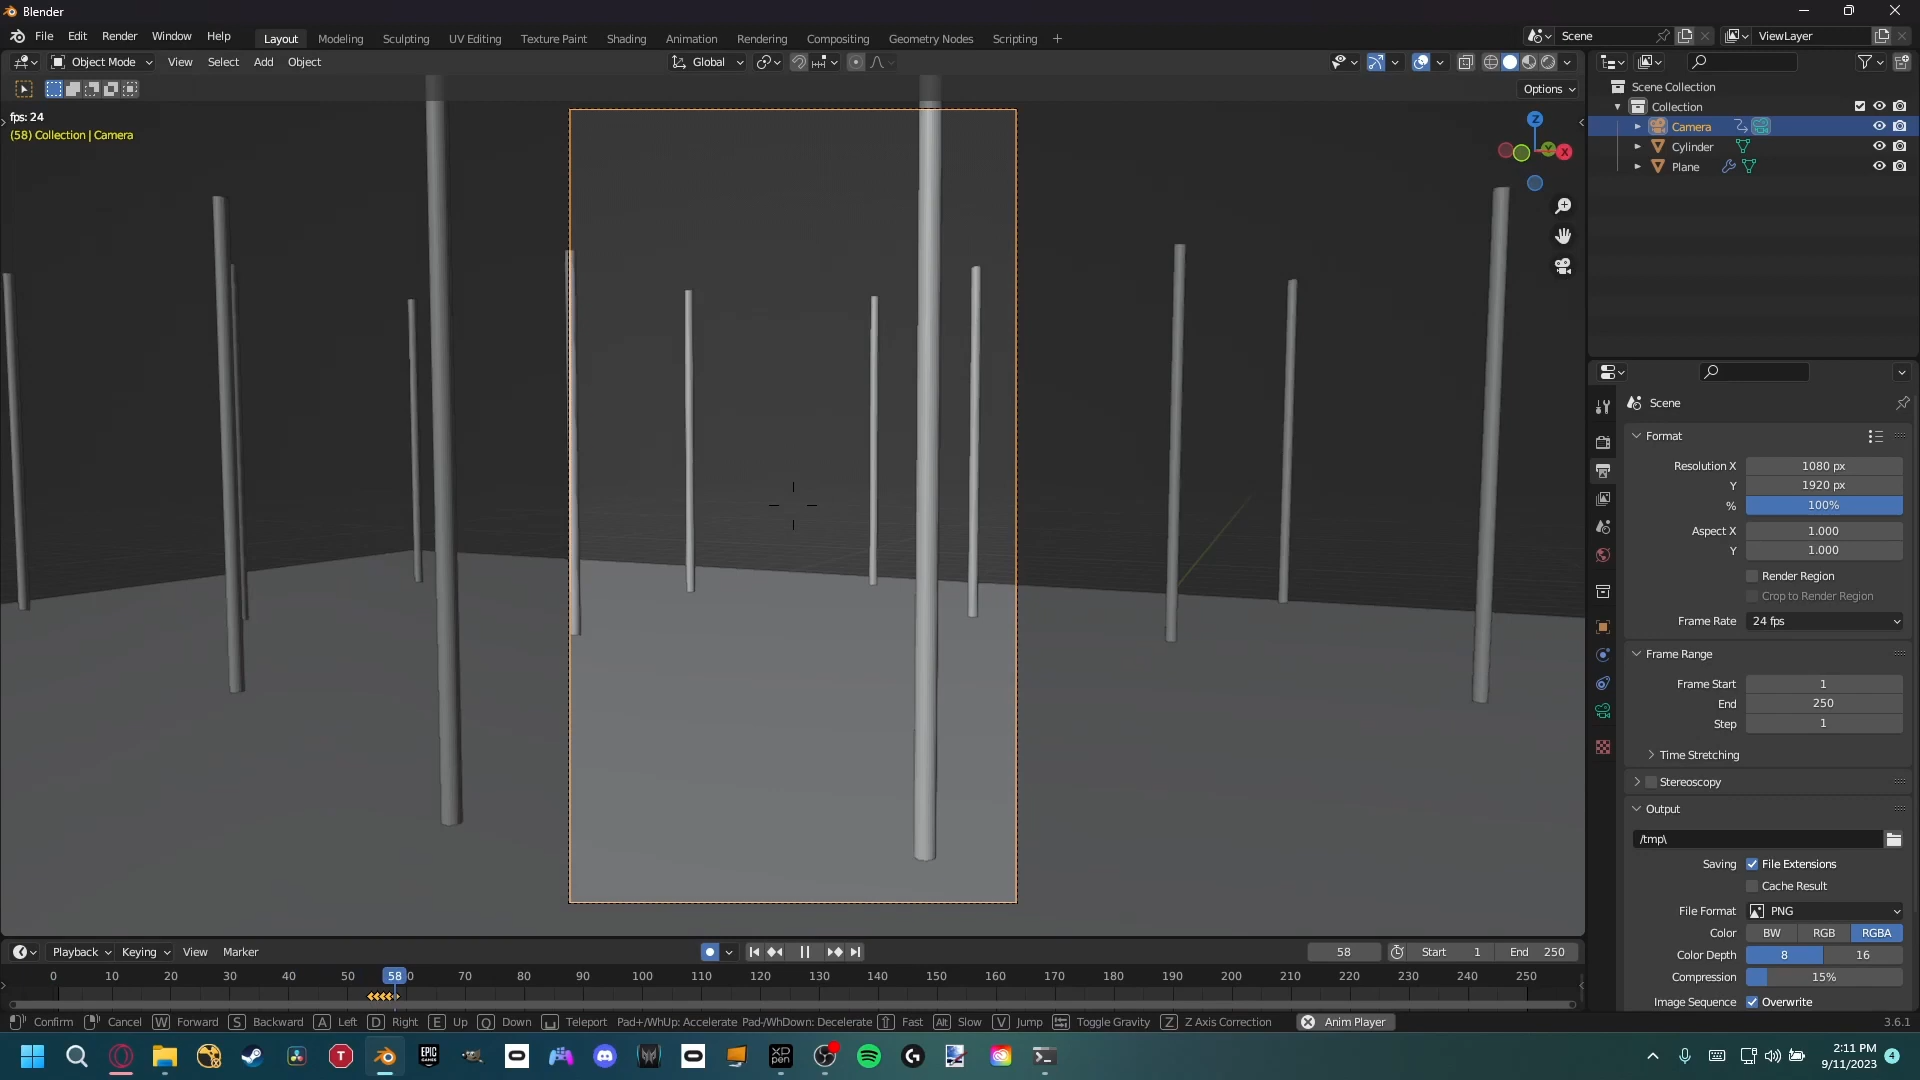 Blender
File Edit Render Window Help
Layout Modeling Sculpting UV Editing Texture Paint Shading Animation Rendering Compositing Geometry Nodes Scripting +
Scene
ViewLayer
Object Mode View Select Add Object
Global
Options
fps: 24
(58) Collection | Camera
Z
Y
X
Scene Collection
Collection
Camera
Cylinder
Plane
Scene
Format
Resolution X 1080 px
Y 1920 px
% 100%
Aspect X 1.000
Y 1.000
Render Region
Crop to Render Region
Frame Rate 24 fps
Frame Range
Frame Start 1
End 250
Step 1
Time Stretching
Stereoscopy
Output
/tmp\
Saving File Extensions
Cache Result
File Format PNG
Color BW RGB RGBA
Color Depth 8 16
Compression 15%
Image Sequence Overwrite
Playback Keying View Marker
58
Start 1
End 250
0 10 20 30 40 50 58 60 70 80 90 100 110 120 130 140 150 160 170 180 190 200 210 220 230 240 250
Confirm Cancel W Forward S Backward A Left D Right E Up Q Down Teleport Pad+/WhUp: Accelerate Pad-/WhDown: Decelerate Fast Alt Slow V Jump Toggle Gravity Z Z Axis Correction Anim Player
3.6.1
T
EPIC GAMES
XP PEN
G
2:11 PM
9/11/2023
4